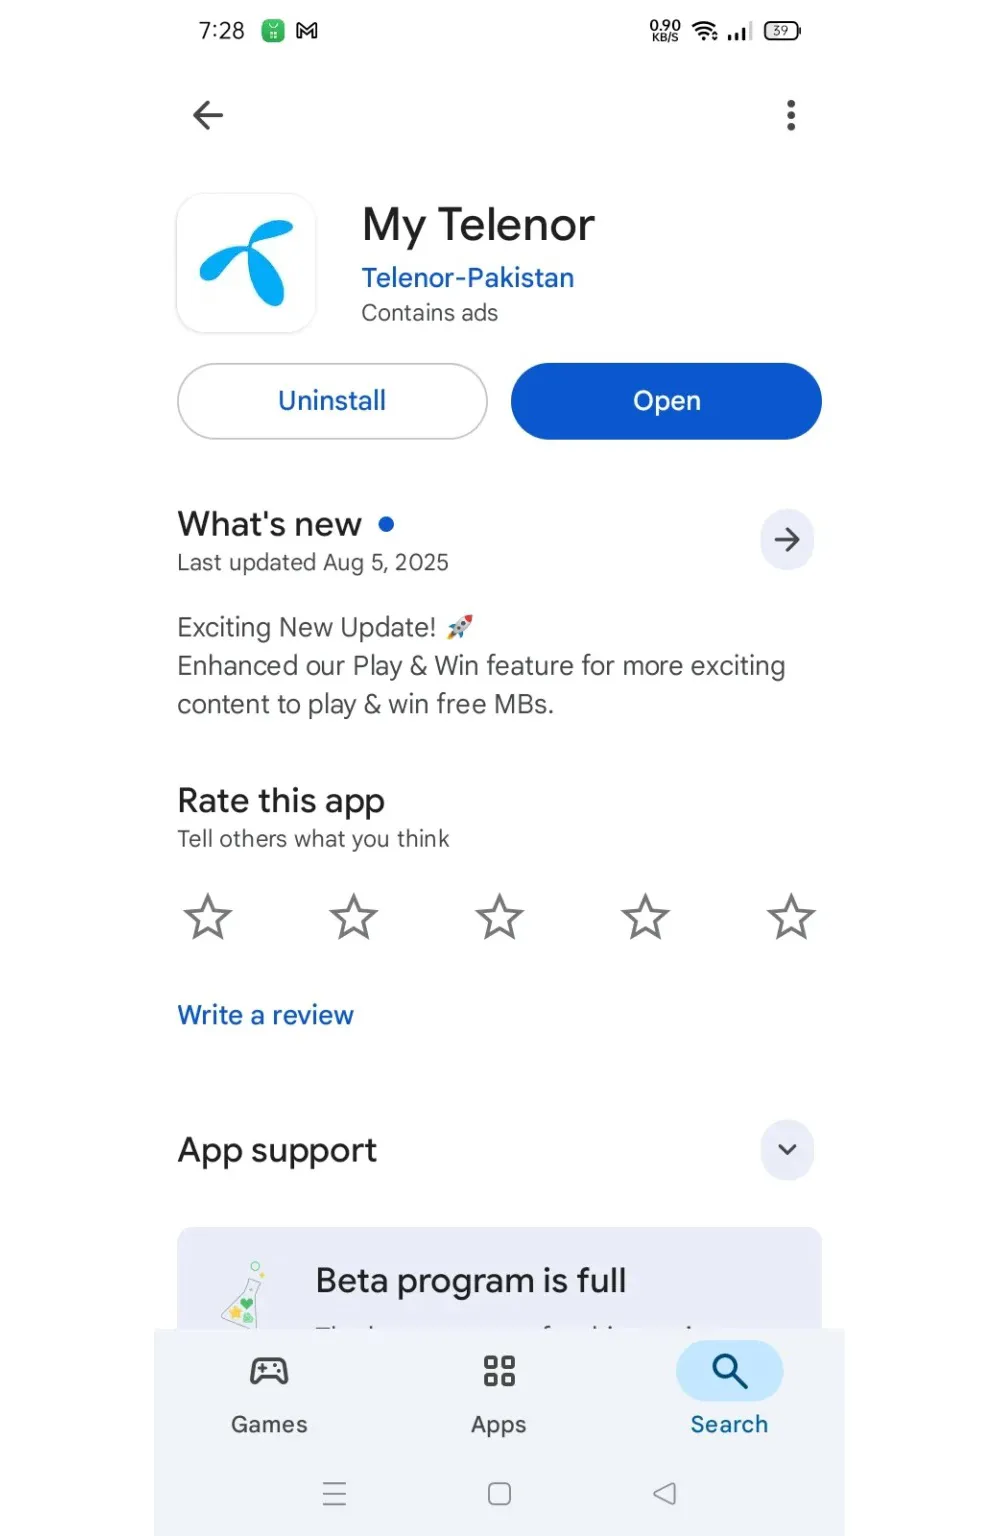 7:28
0.90
KB/S
39
My Telenor
Telenor-Pakistan
Contains ads
Uninstall
Open
What's new
Last updated Aug 5, 2025
Exciting New Update! 🚀
Enhanced our Play & Win feature for more exciting
content to play & win free MBs.
Rate this app
Tell others what you think
Write a review
App support
Beta program is full
Games
Apps
Search